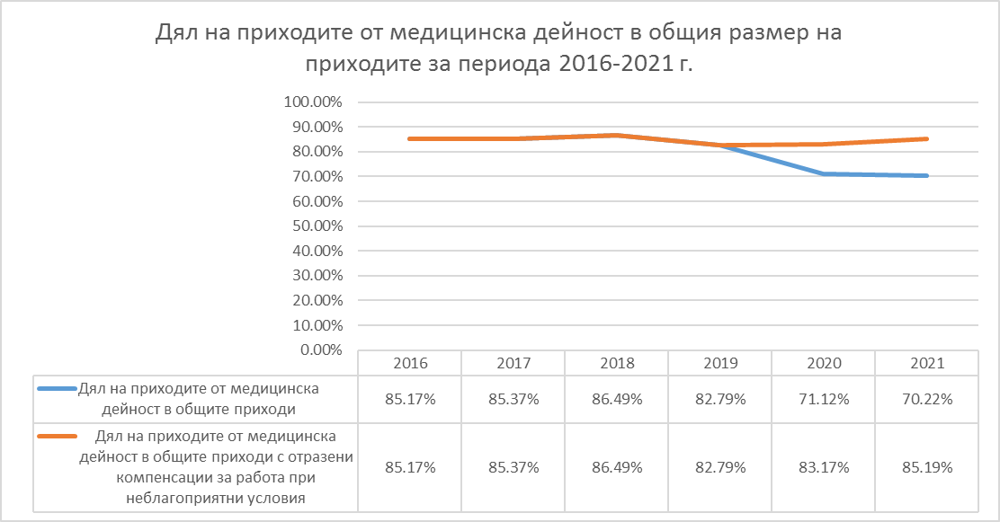 Дял на приходите от медицинска дейност в общия размер на
приходите за периода 2016-2021 г.
100.00%
90.00%
80.00%
70.00%
60.00%
50.00%
40.00%
30.00%
20.00%
10.00%
0.00%
2016 2017 2018 2019 2020 2021
Дял на приходите от медицинска
дейност в общите приходи
85.17% 85.37% 86.49% 82.79% 71.12% 70.22%
Дял на приходите от медицинска
дейност в общите приходи с отразени
компенсации за работа при
неблагоприятни условия
85.17% 85.37% 86.49% 82.79% 83.17% 85.19%